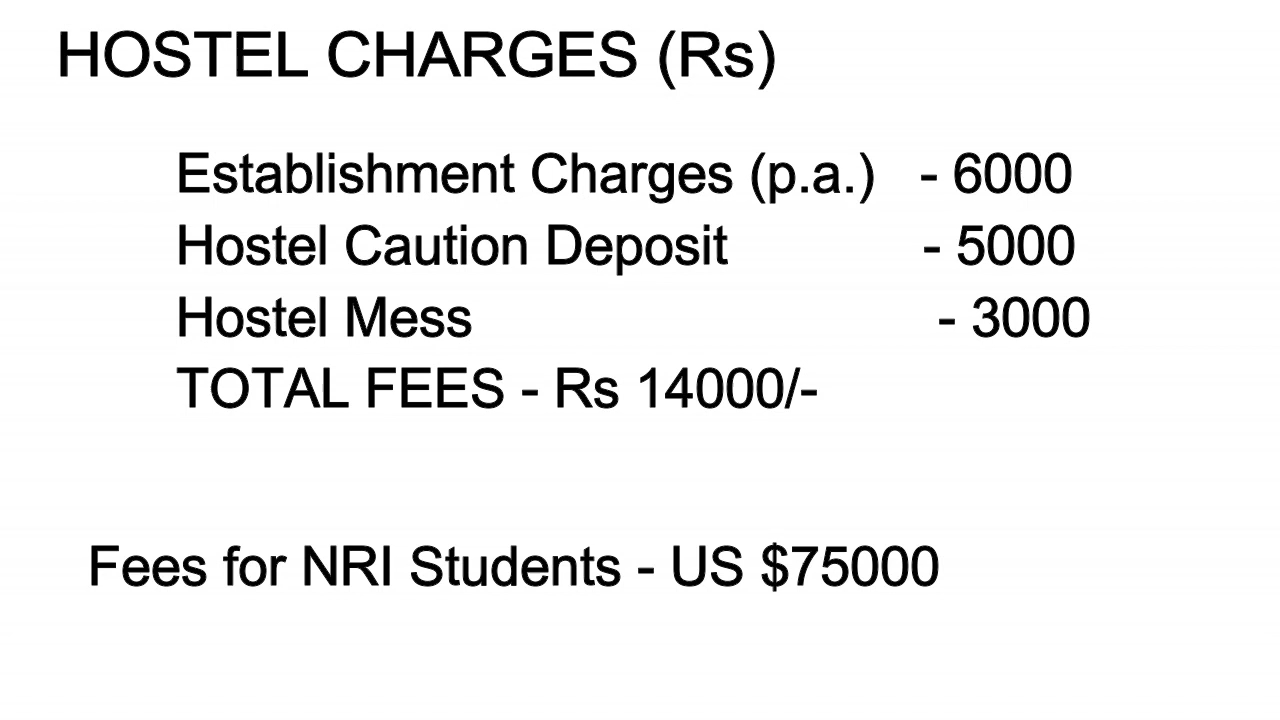 HOSTEL CHARGES (Rs)
Establishment Charges (p.a.) - 6000
Hostel Caution Deposit - 5000
Hostel Mess - 3000
TOTAL FEES - Rs 14000/-
Fees for NRI Students - US $75000